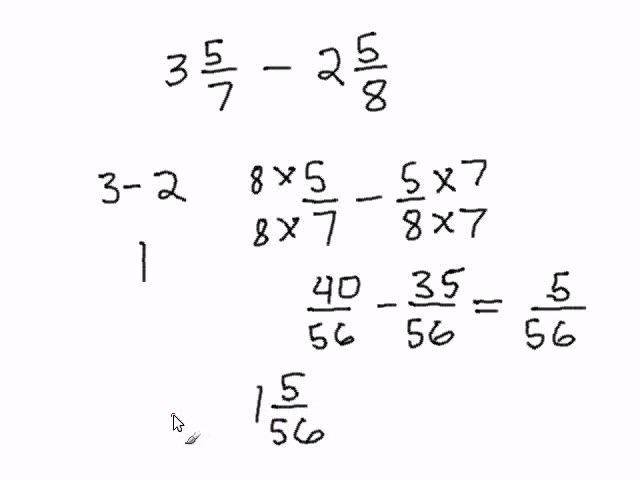 3 5/7 - 2 5/8
3 - 2
1
8 × 5 / 8 × 7 - 5 × 7 / 8 × 7
40/56 - 35/56 = 5/56
1 5/56